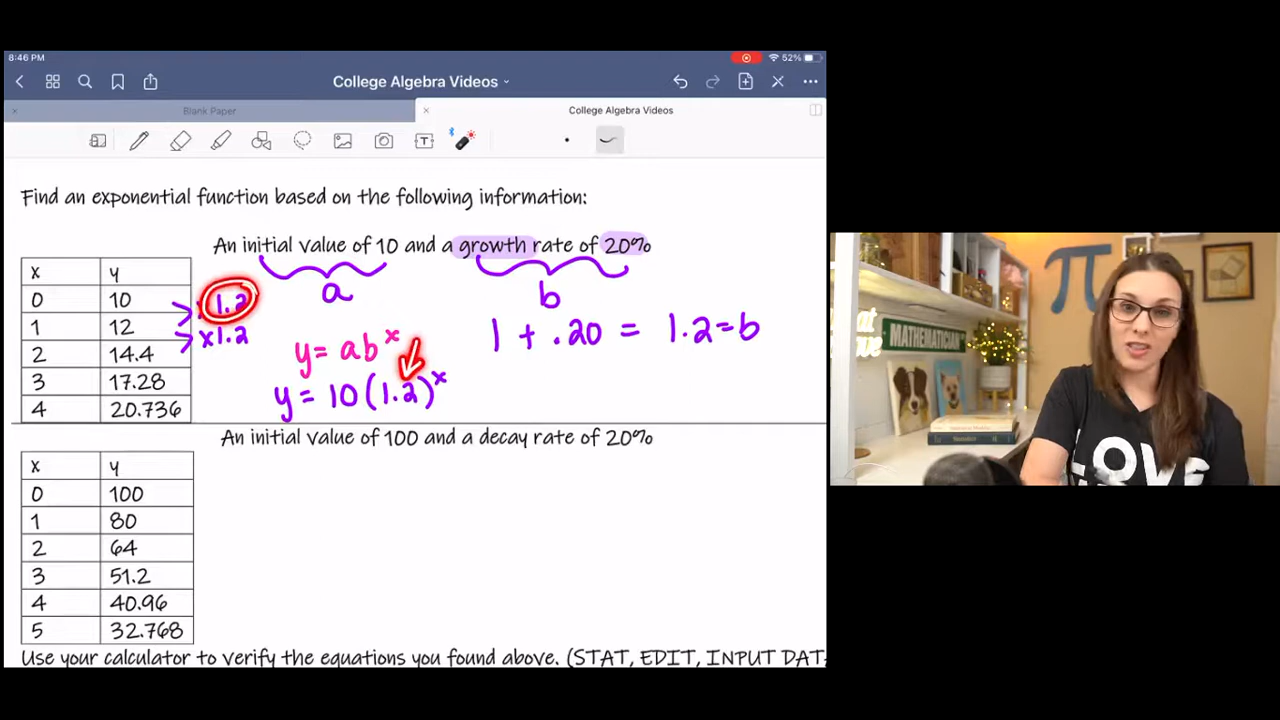 8:46 PM
52%
College Algebra Videos
Blank Paper
College Algebra Videos
Find an exponential function based on the following information:
An initial value of 10 and a growth rate of 20%
x y
0 10
1 12
2 14.4
3 17.28
4 20.736
1.2
x1.2
a
b
y = ab^x
y = 10(1.2)^x
1 + .20 = 1.2 = b
An initial value of 100 and a decay rate of 20%
x y
0 100
1 80
2 64
3 51.2
4 40.96
5 32.768
Use your calculator to verify the equations you found above. (STAT, EDIT, INPUT DATA
MATHEMATICIAN
π
LOVE